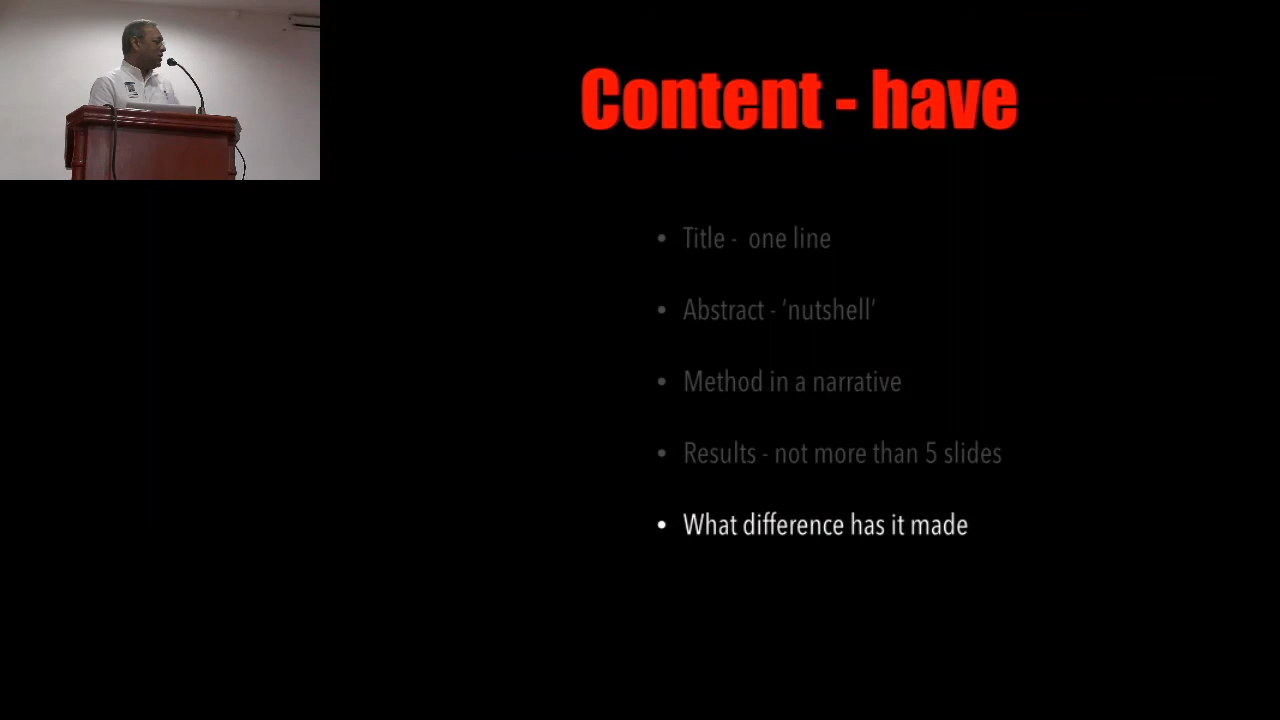 Content - have
• Title - one line
• Abstract - ‘nutshell’
• Method in a narrative
• Results - not more than 5 slides
• What difference has it made